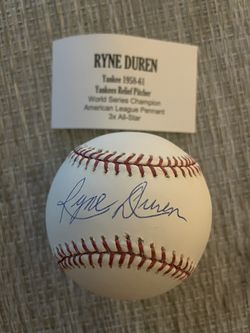 RYNE DUREN
Yankee 1958-61
Yankees Relief Pitcher
World Series Champion
American League Pennant
3x All-Star
Ryne Duren